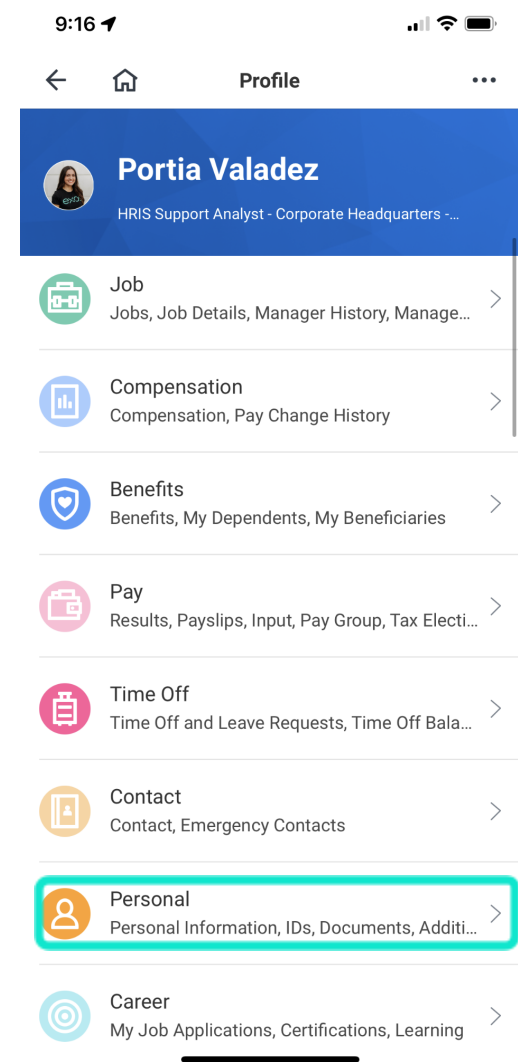 9:16
Profile
Portia Valadez
HRIS Support Analyst - Corporate Headquarters -...
Job
Jobs, Job Details, Manager History, Manage...
Compensation
Compensation, Pay Change History
Benefits
Benefits, My Dependents, My Beneficiaries
Pay
Results, Payslips, Input, Pay Group, Tax Electi...
Time Off
Time Off and Leave Requests, Time Off Bala...
Contact
Contact, Emergency Contacts
Personal
Personal Information, IDs, Documents, Additi...
Career
My Job Applications, Certifications, Learning